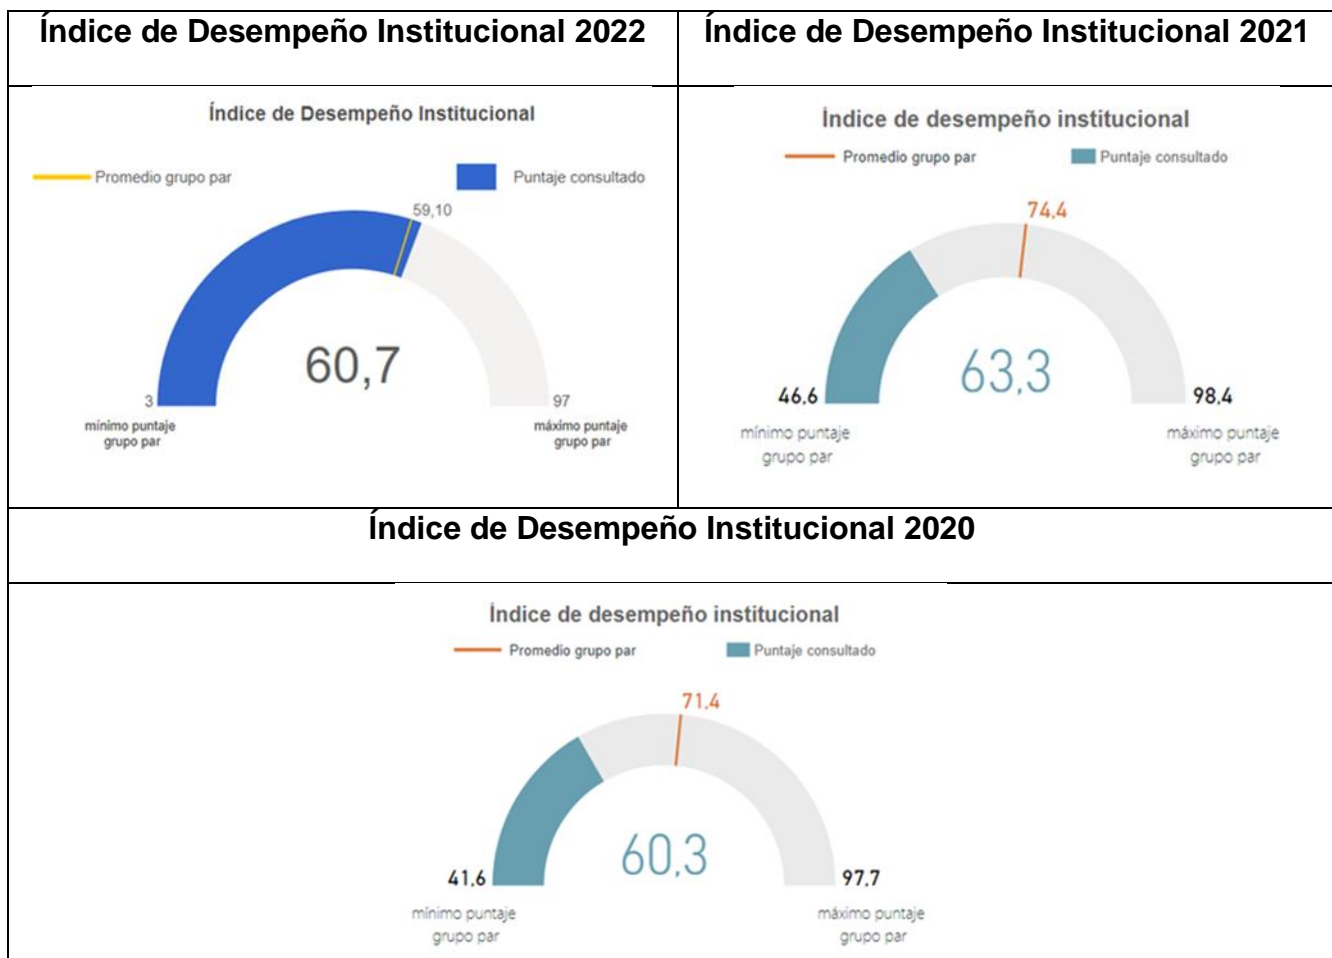 Índice de Desempeño Institucional 2022
Índice de Desempeño Institucional
Promedio grupo par
Puntaje consultado
59,10
60,7
3
97
mínimo puntaje
grupo par
máximo puntaje
grupo par
Índice de Desempeño Institucional 2021
Índice de desempeño institucional
Promedio grupo par
Puntaje consultado
74,4
63,3
46,6
98,4
mínimo puntaje
grupo par
máximo puntaje
grupo par
Índice de Desempeño Institucional 2020
Índice de desempeño institucional
Promedio grupo par
Puntaje consultado
71,4
60,3
41,6
97,7
mínimo puntaje
grupo par
máximo puntaje
grupo par